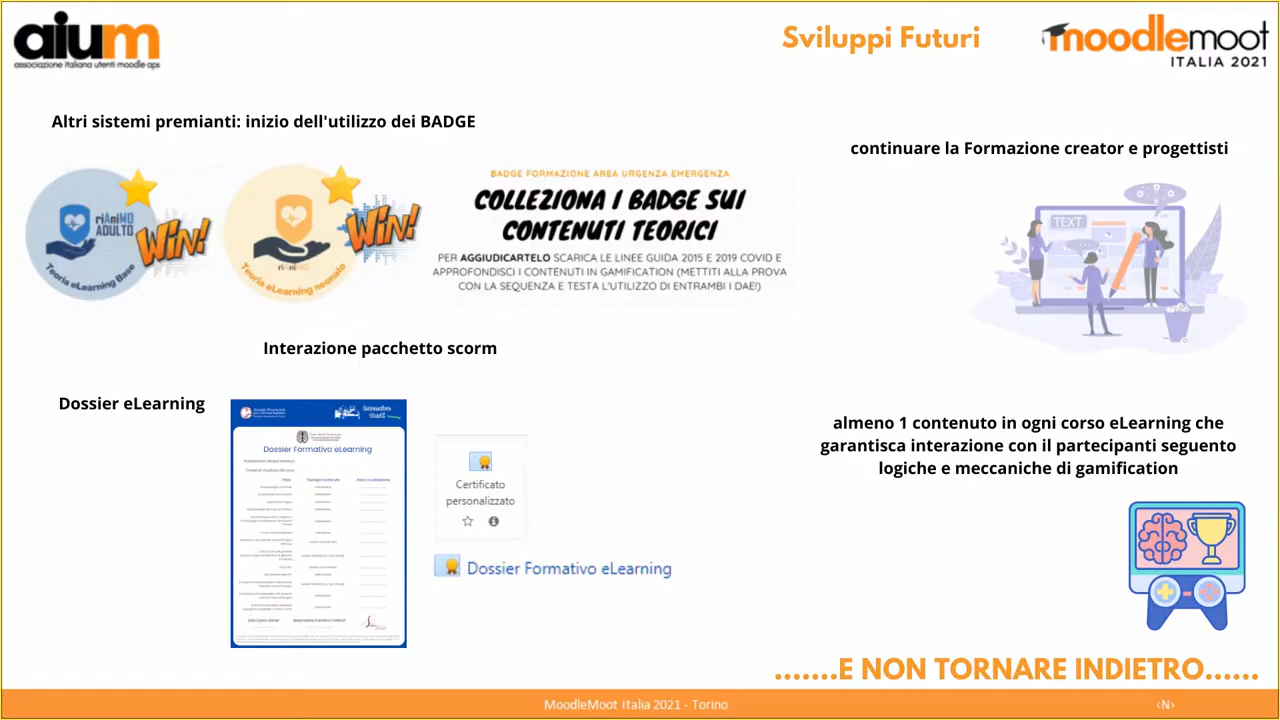 aium
associazione italiana utenti moodle aps
Sviluppi Futuri
moodlemoot
ITALIA 2021
Altri sistemi premianti: inizio dell'utilizzo dei BADGE
continuare la Formazione creator e progettisti
riAniMO
ADULTO
WIN!
Teoria eLearning Base
riAniMO
WIN!
Teoria eLearning neonato
BADGE FORMAZIONE AREA URGENZA EMERGENZA
COLLEZIONA I BADGE SUI
CONTENUTI TEORICI
PER AGGIUDICARTELO SCARICA LE LINEE GUIDA 2015 E 2019 COVID E
APPROFONDISCI I CONTENUTI IN GAMIFICATION (METTITI ALLA PROVA
CON LA SEQUENZA E TESTA L'UTILIZZO DI ENTRAMBI I DAE!)
TEXT
Interazione pacchetto scorm
Dossier eLearning
Dossier Formativo eLearning
Certificato
personalizzato
Dossier Formativo eLearning
almeno 1 contenuto in ogni corso eLearning che
garantisca interazione con il partecipanti seguento
logiche e meccaniche di gamification
.......E NON TORNARE INDIETRO......
MoodleMoot Italia 2021 - Torino
‹N›